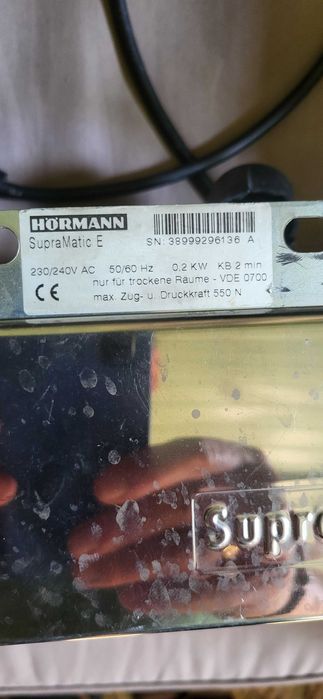 HÖRMANN
SupraMatic E SN: 38999296136 A
230/240V AC 50/60 Hz 0.2 KW KB 2 min
nur für trockene Räume - VDE 0700
CE max. Zug- u. Druckkraft 550 N
Supra